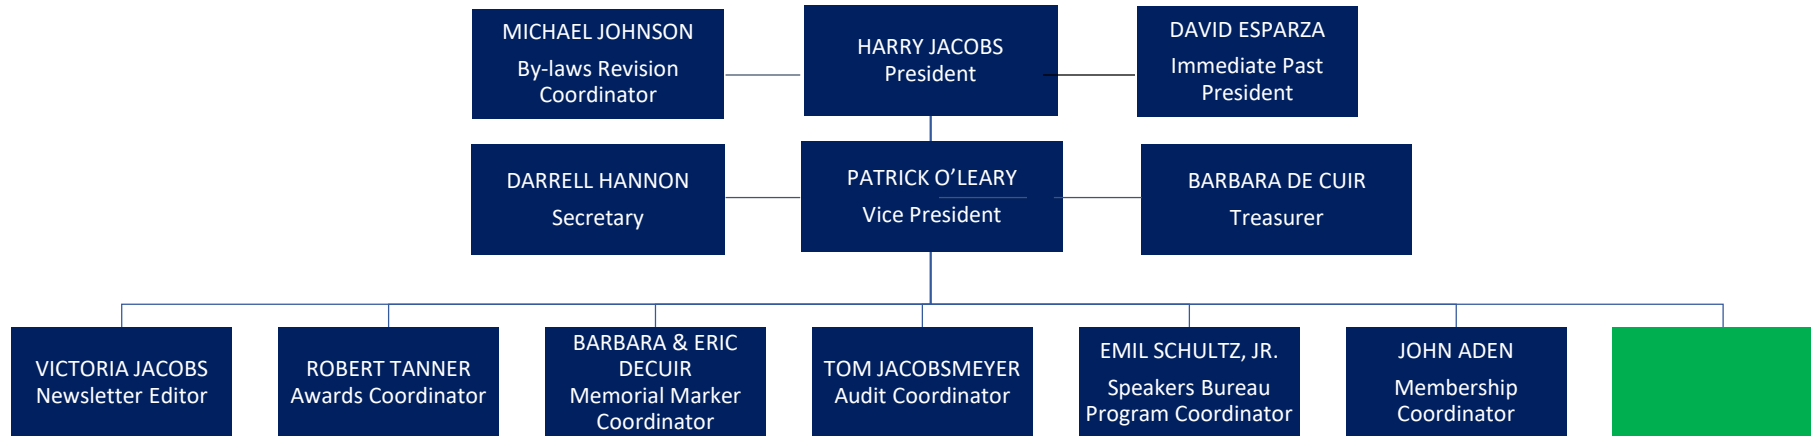 MICHAEL JOHNSON
By-laws Revision
Coordinator
HARRY JACOBS
President
DAVID ESPARZA
Immediate Past
President
DARRELL HANNON
Secretary
PATRICK O’LEARY
Vice President
BARBARA DE CUIR
Treasurer
VICTORIA JACOBS
Newsletter Editor
ROBERT TANNER
Awards Coordinator
BARBARA & ERIC
DECUIR
Memorial Marker
Coordinator
TOM JACOBSMEYER
Audit Coordinator
EMIL SCHULTZ, JR.
Speakers Bureau
Program Coordinator
JOHN ADEN
Membership
Coordinator